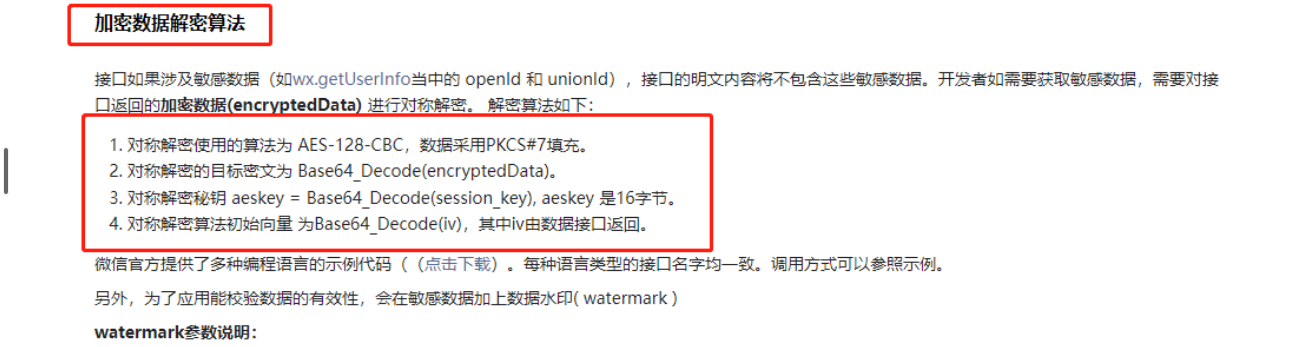 加密数据解密算法
接口如果涉及敏感数据（如wx.getUserInfo当中的 openId 和 unionId），接口的明文内容将不包含这些敏感数据。开发者如需要获取敏感数据，需要对接
口返回的加密数据(encryptedData) 进行对称解密。 解密算法如下：
1. 对称解密使用的算法为 AES-128-CBC，数据采用PKCS#7填充。
2. 对称解密的目标密文为 Base64_Decode(encryptedData)。
3. 对称解密秘钥 aeskey = Base64_Decode(session_key), aeskey 是16字节。
4. 对称解密算法初始向量 为Base64_Decode(iv)，其中iv由数据接口返回。
微信官方提供了多种编程语言的示例代码（（点击下载）。每种语言类型的接口名字均一致。调用方式可以参照示例。
另外，为了应用能校验数据的有效性，会在敏感数据加上数据水印( watermark )
watermark参数说明：